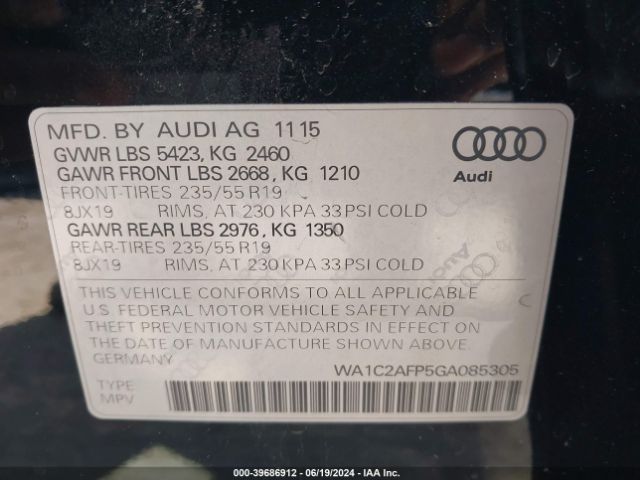 MFD. BY AUDI AG 11 15
GVWR LBS 5423, KG 2460
GAWR FRONT LBS 2668, KG 1210
FRONT-TIRES 235/55 R19
8JX19 RIMS, AT 230 KPA 33 PSI COLD
GAWR REAR LBS 2976, KG 1350
REAR-TIRES 235/55 R19
8JX19 RIMS, AT 230 KPA 33 PSI COLD
Audi
THIS VEHICLE CONFORMS TO ALL APPLICABLE
U.S. FEDERAL MOTOR VEHICLE SAFETY AND
THEFT PREVENTION STANDARDS IN EFFECT ON
THE DATE OF MANUFACTURE SHOWN ABOVE.
GERMANY
WA1C2AFP5GA085305
TYPE
MPV
000-39686912 - 06/19/2024 - IAA Inc.